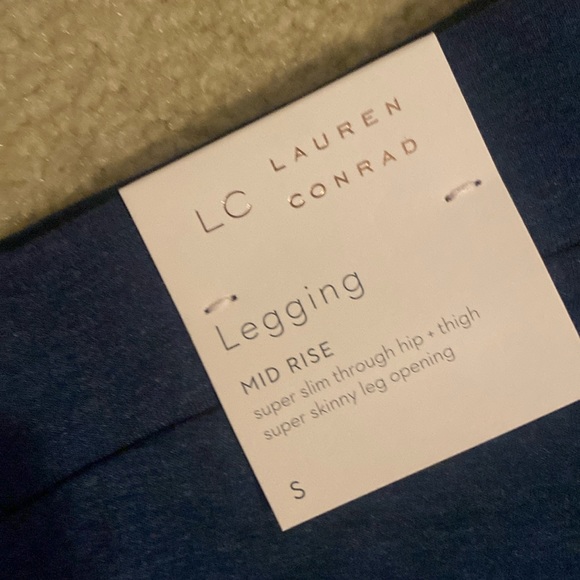 LC LAUREN
CONRAD
Legging
MID RISE
super slim through hip + thigh
super skinny leg opening
S